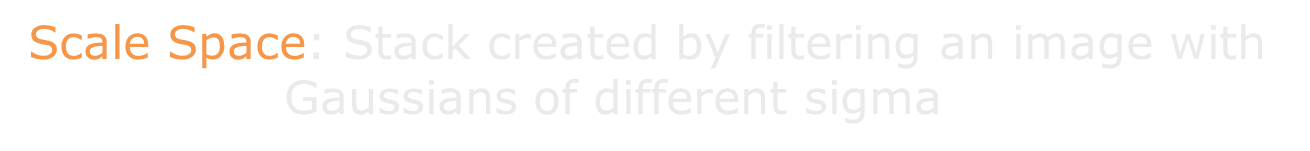 Scale Space: Stack created by filtering an image with
Gaussians of different sigma